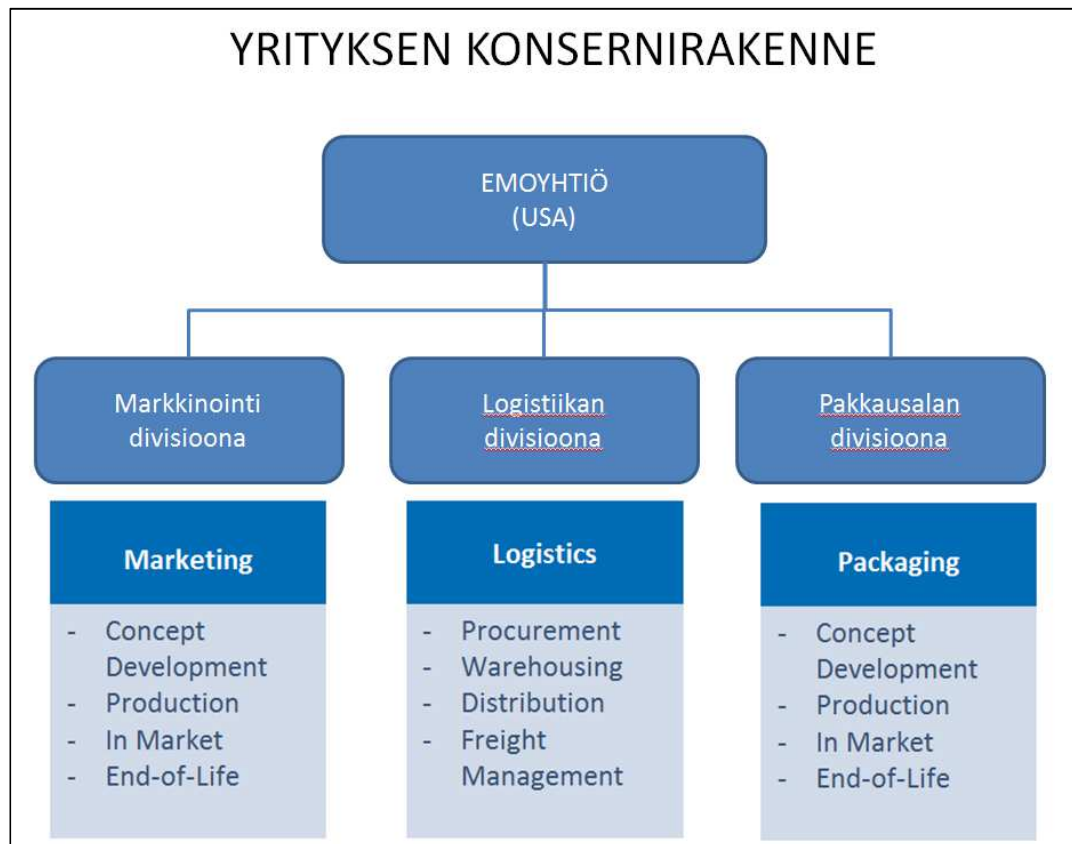 YRITYKSEN KONSERNIRAKENNE
EMOYHTIÖ
(USA)
Markkinointi
divisioona
Logistiikan
divisioona
Pakkausalan
divisioona
Marketing
- Concept
Development
- Production
- In Market
- End-of-Life
Logistics
- Procurement
- Warehousing
- Distribution
- Freight
Management
Packaging
- Concept
Development
- Production
- In Market
- End-of-Life